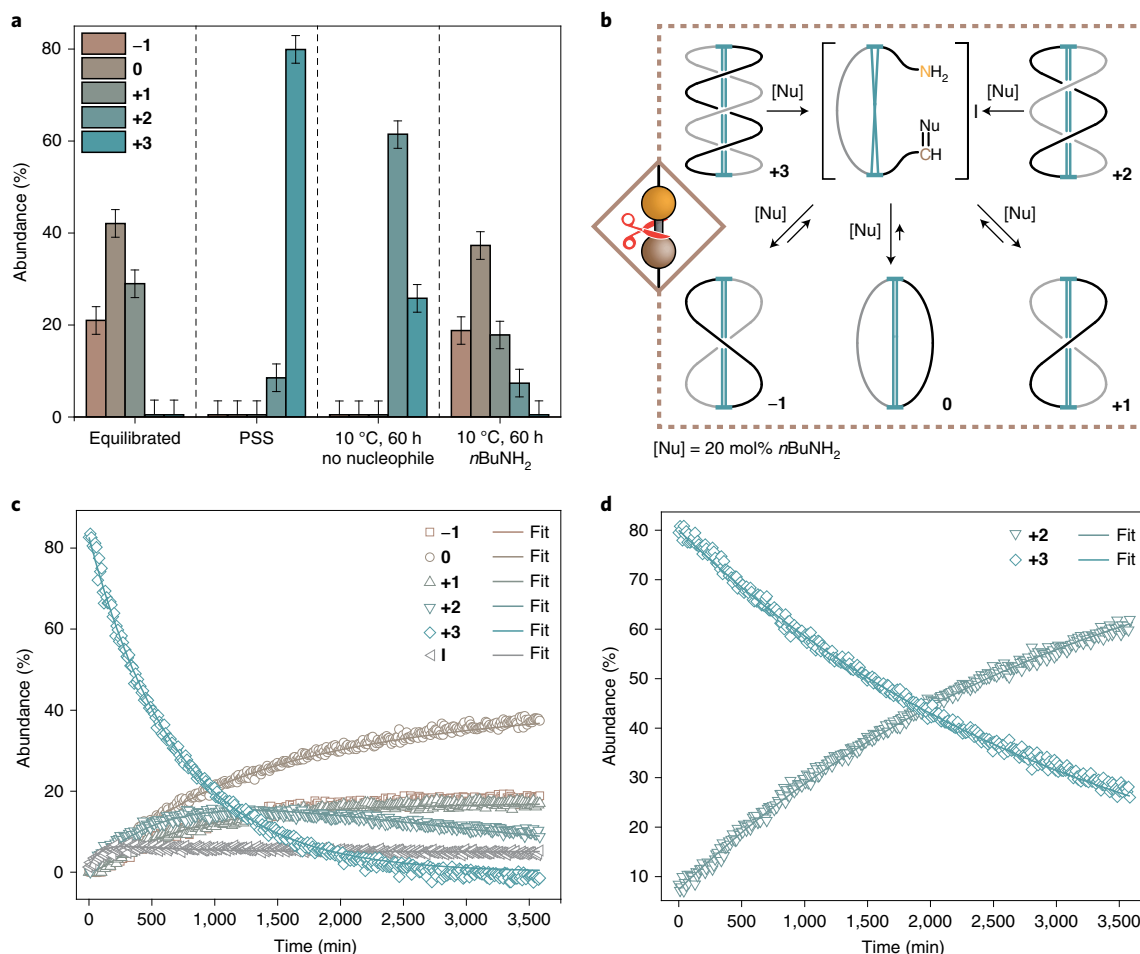 a
−1
0
+1
+2
+3
Abundance (%)
80
60
40
20
0
Equilibrated
PSS
10 °C, 60 h
no nucleophile
10 °C, 60 h
nBuNH2
b
+3
[Nu]
NH2
Nu
CH
I
[Nu]
+2
[Nu]
[Nu]
[Nu]
−1
0
+1
[Nu] = 20 mol% nBuNH2
c
−1 Fit
0 Fit
+1 Fit
+2 Fit
+3 Fit
I Fit
Abundance (%)
80
60
40
20
0
0 500 1,000 1,500 2,000 2,500 3,000 3,500
Time (min)
d
+2 Fit
+3 Fit
Abundance (%)
80
70
60
50
40
30
20
10
0 500 1,000 1,500 2,000 2,500 3,000 3,500
Time (min)